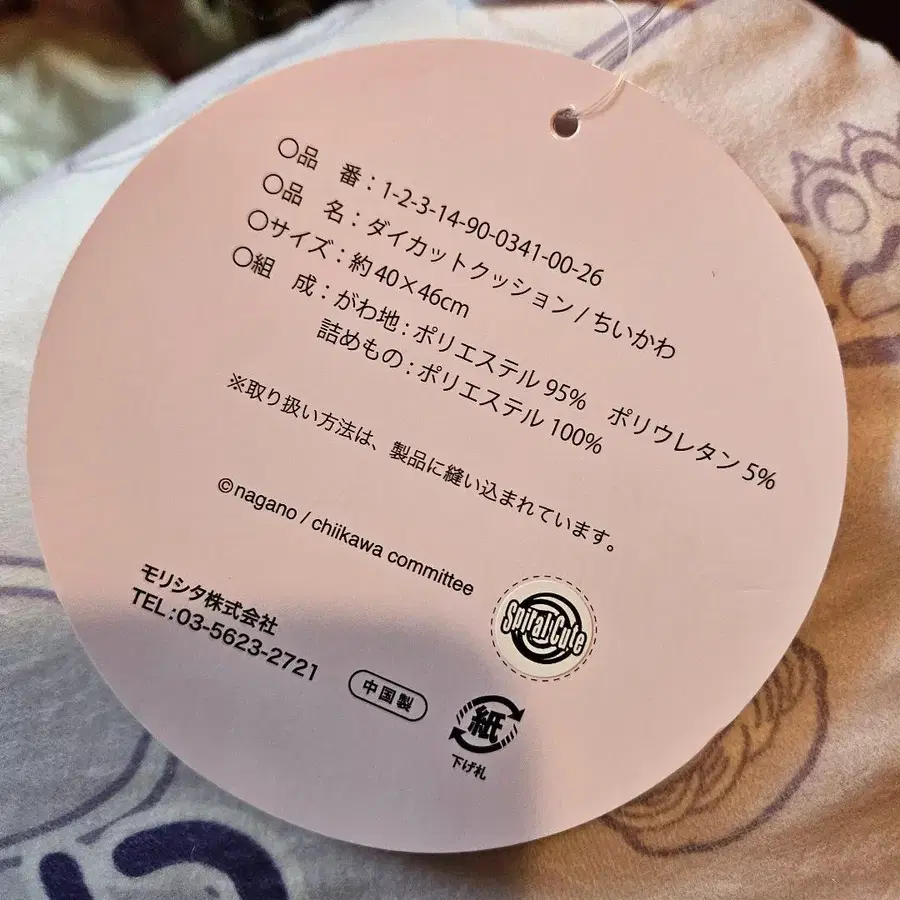 〇品　番：1-2-3-14-90-0341-00-26
〇品　名：ダイカットクッション / ちいかわ
〇サイズ：約40×46cm
〇組　成：がわ地：ポリエステル 95%　ポリウレタン 5%
詰めもの：ポリエステル 100%
※取り扱い方法は、製品に縫い込まれています。
©nagano / chiikawa committee
SpiralCute
モリシタ株式会社
TEL:03-5623-2721
中国製
紙
下げ札